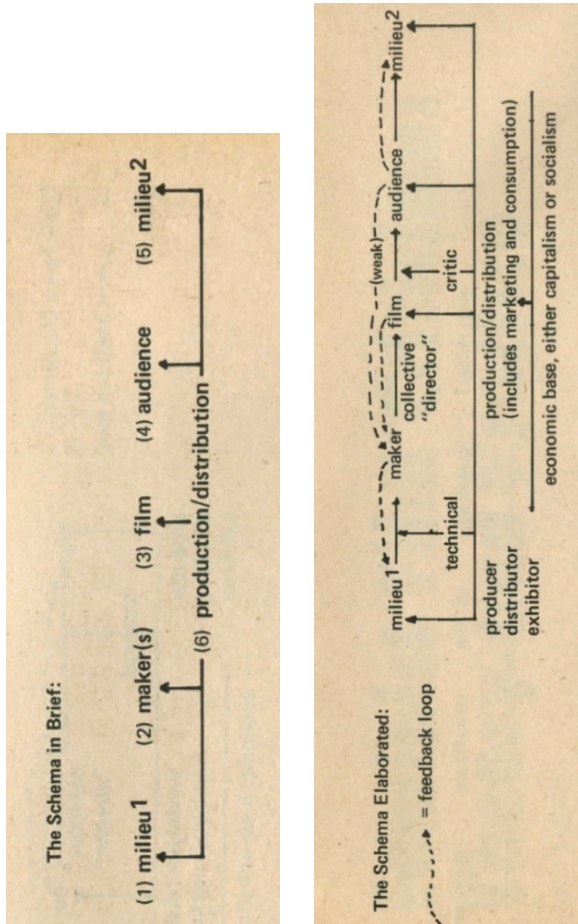 The Schema in Brief:
(1) milieu1 (2) maker(s) (3) film (4) audience (5) milieu2
(6) production/distribution
The Schema Elaborated:
= feedback loop
(weak)
milieu1 maker film audience milieu2
technical
collective
"director"
critic
producer
distributor
exhibitor
production/distribution
(includes marketing and consumption)
economic base, either capitalism or socialism